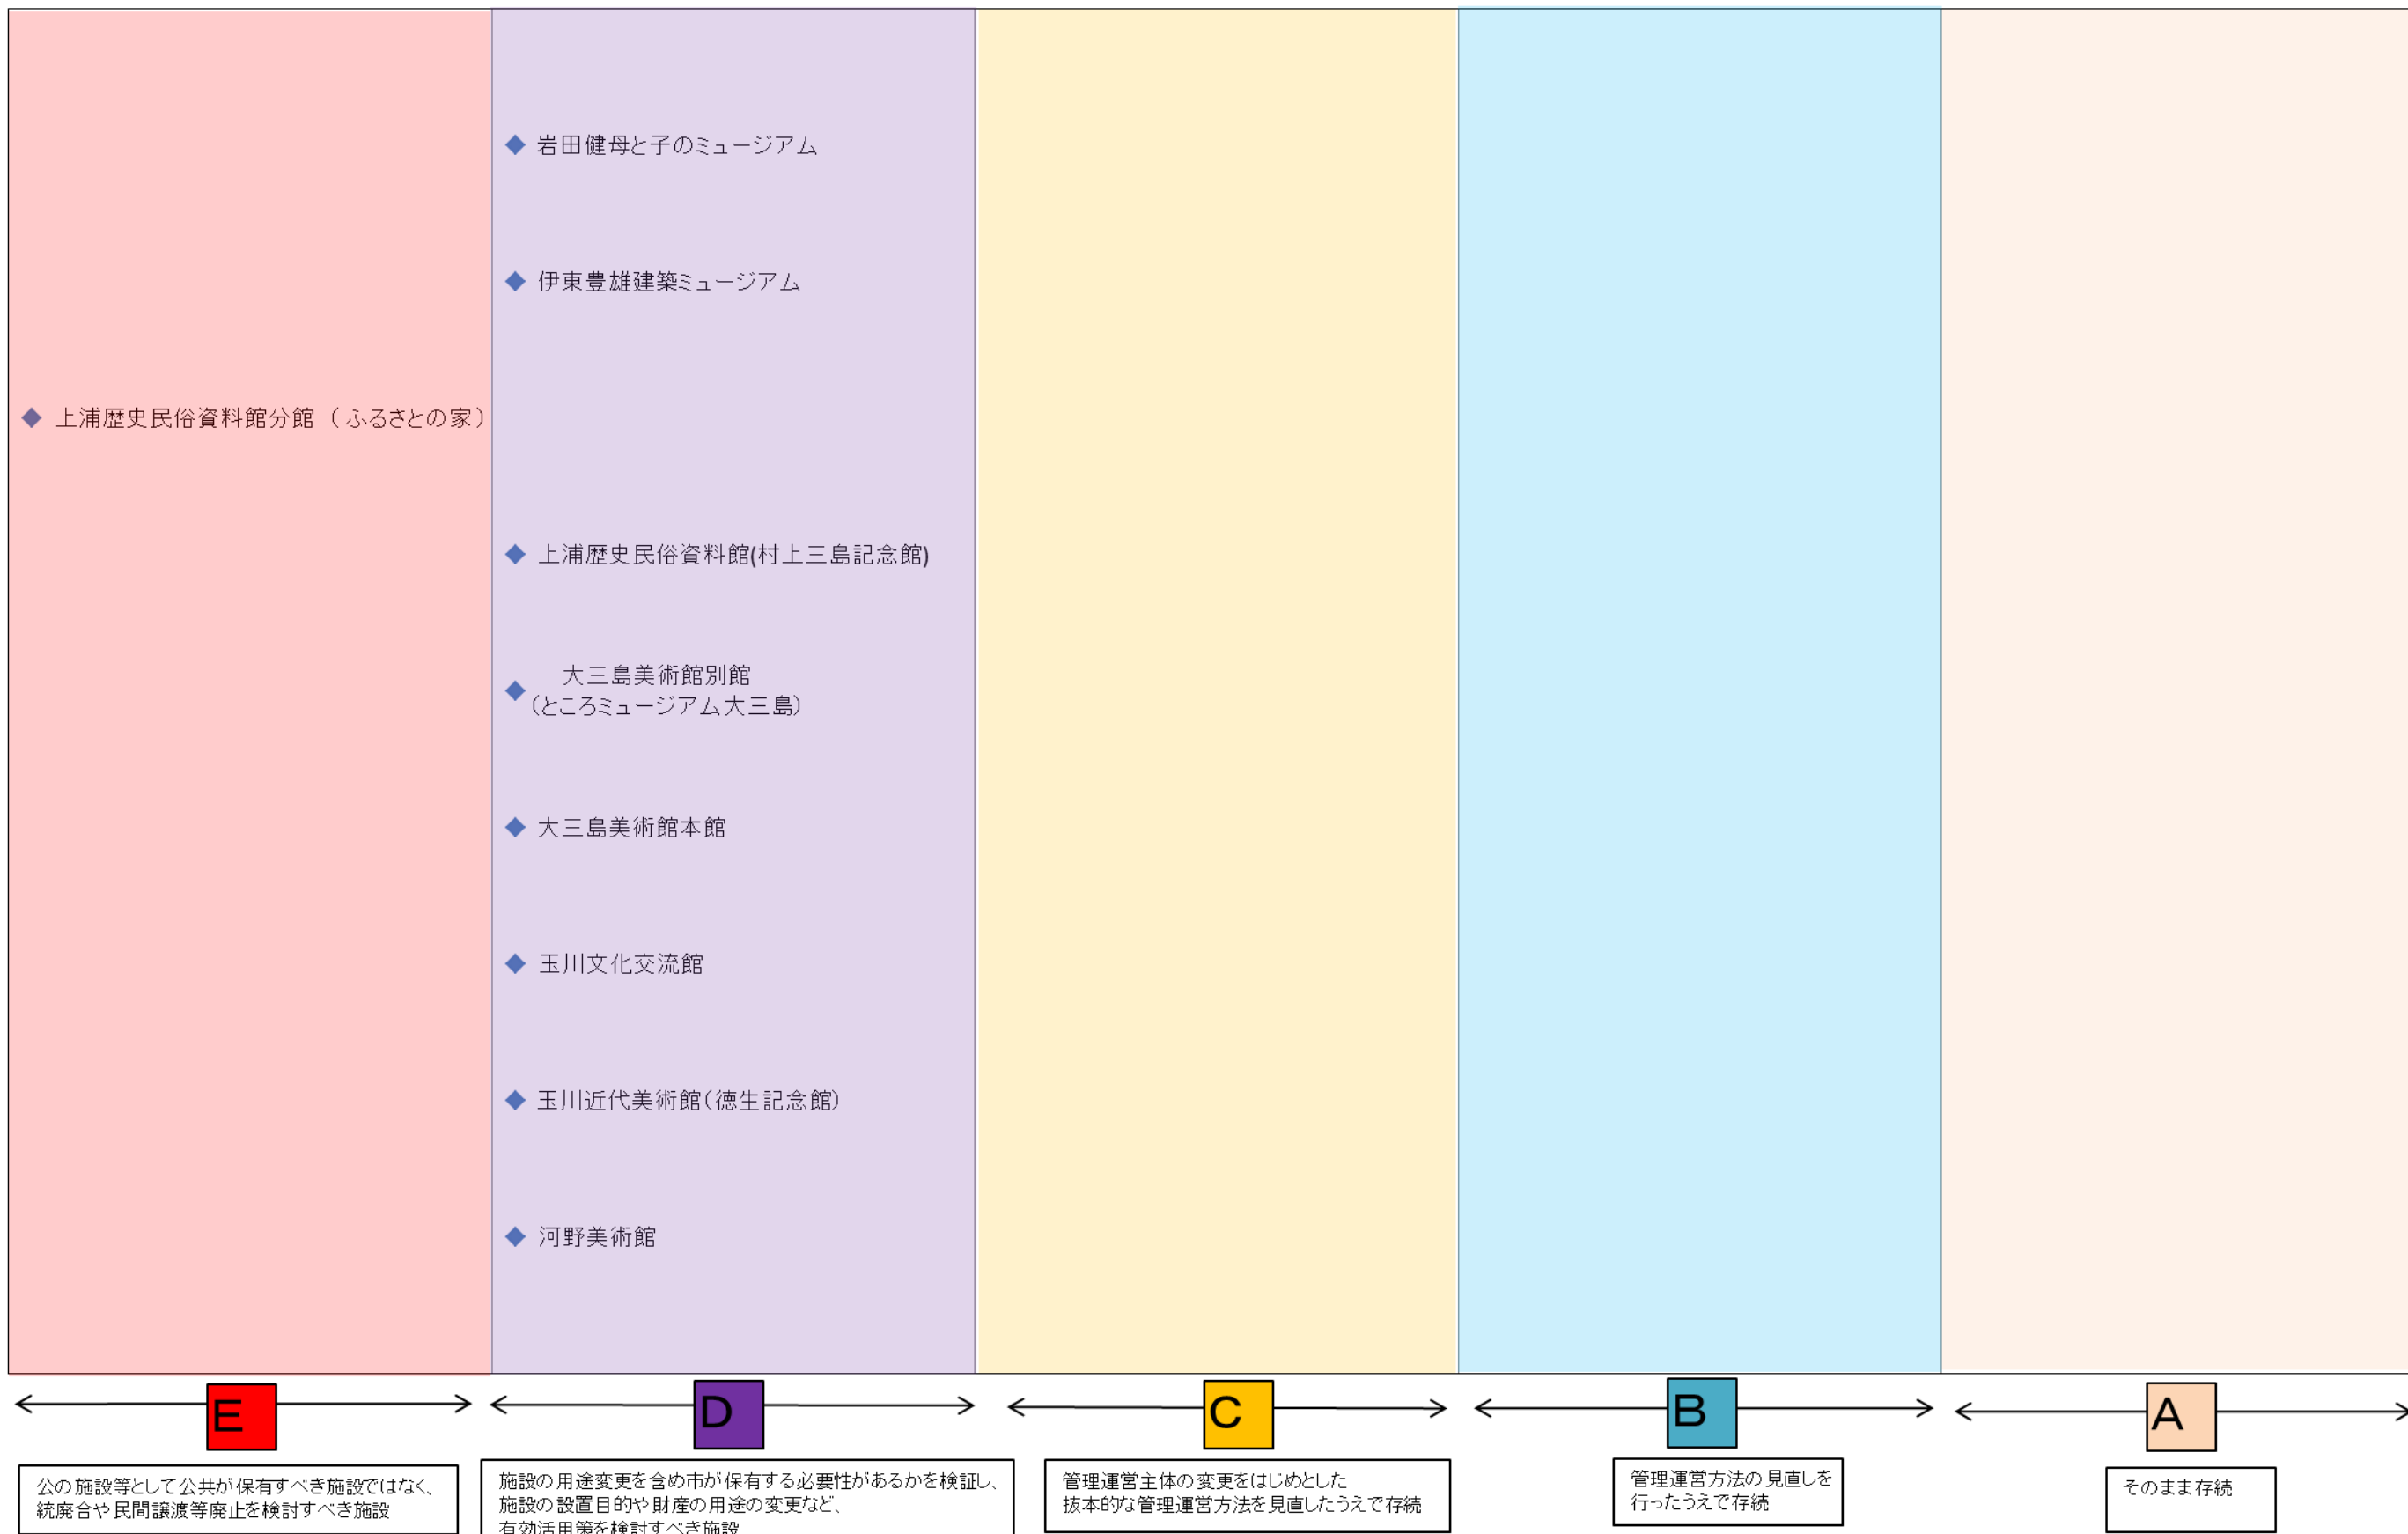 岩田健母と子のミュージアム
伊東豊雄建築ミュージアム
上浦歴史民俗資料館分館（ふるさとの家）
上浦歴史民俗資料館(村上三島記念館)
大三島美術館別館
（ところミュージアム大三島）
大三島美術館本館
玉川文化交流館
玉川近代美術館（徳生記念館）
河野美術館
E
D
C
B
A
公の施設等として公共が保有すべき施設ではなく、
統廃合や民間譲渡等廃止を検討すべき施設
施設の用途変更を含め市が保有する必要性があるかを検証し、
施設の設置目的や財産の用途の変更など、
有効活用策を検討すべき施設
管理運営主体の変更をはじめとした
抜本的な管理運営方法を見直したうえで存続
管理運営方法の見直しを
行ったうえで存続
そのまま存続